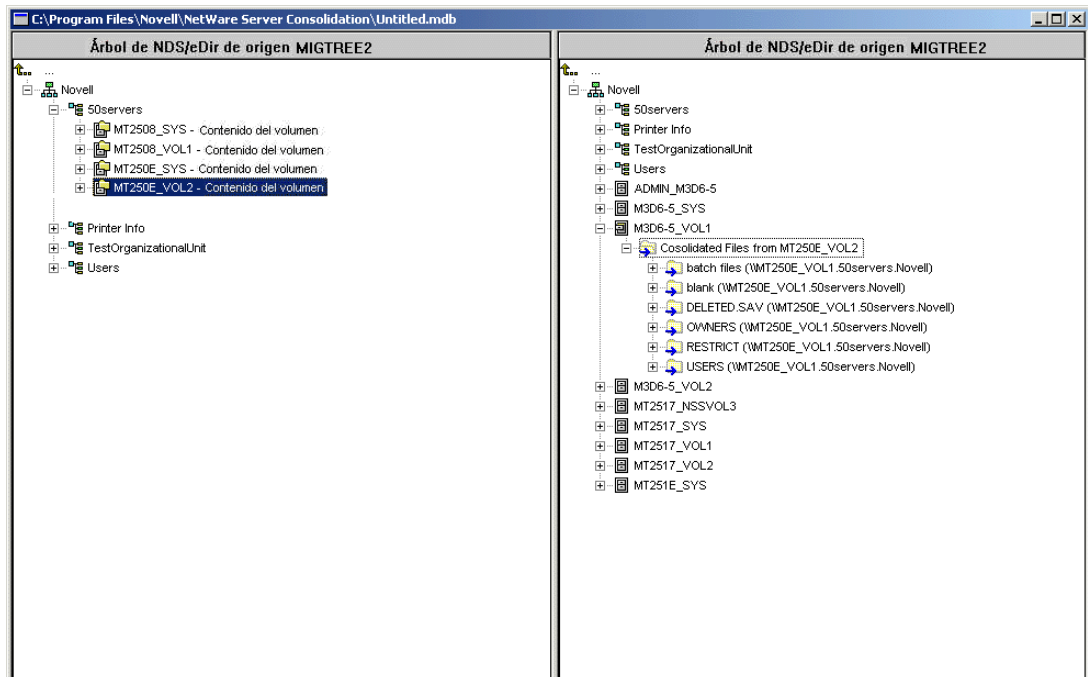 C:\Program Files\Novell\NetWare Server Consolidation\Untitled.mdb
Árbol de NDS/eDir de origen MIGTREE2
...
Novell
50servers
MT2508_SYS - Contenido del volumen
MT2508_VOL1 - Contenido del volumen
MT250E_SYS - Contenido del volumen
MT250E_VOL2 - Contenido del volumen
Printer Info
TestOrganizationalUnit
Users
Árbol de NDS/eDir de origen MIGTREE2
...
Novell
50servers
Printer Info
TestOrganizationalUnit
Users
ADMIN_M3D6-5
M3D6-5_SYS
M3D6-5_VOL1
Cosolidated Files from MT250E_VOL2
batch files (\\MT250E_VOL1.50servers.Novell)
blank (\\MT250E_VOL1.50servers.Novell)
DELETED.SAV (\\MT250E_VOL1.50servers.Novell)
OWNERS (\\MT250E_VOL1.50servers.Novell)
RESTRICT (\\MT250E_VOL1.50servers.Novell)
USERS (\\MT250E_VOL1.50servers.Novell)
M3D6-5_VOL2
MT2517_NSSVOL3
MT2517_SYS
MT2517_VOL1
MT2517_VOL2
MT251E_SYS